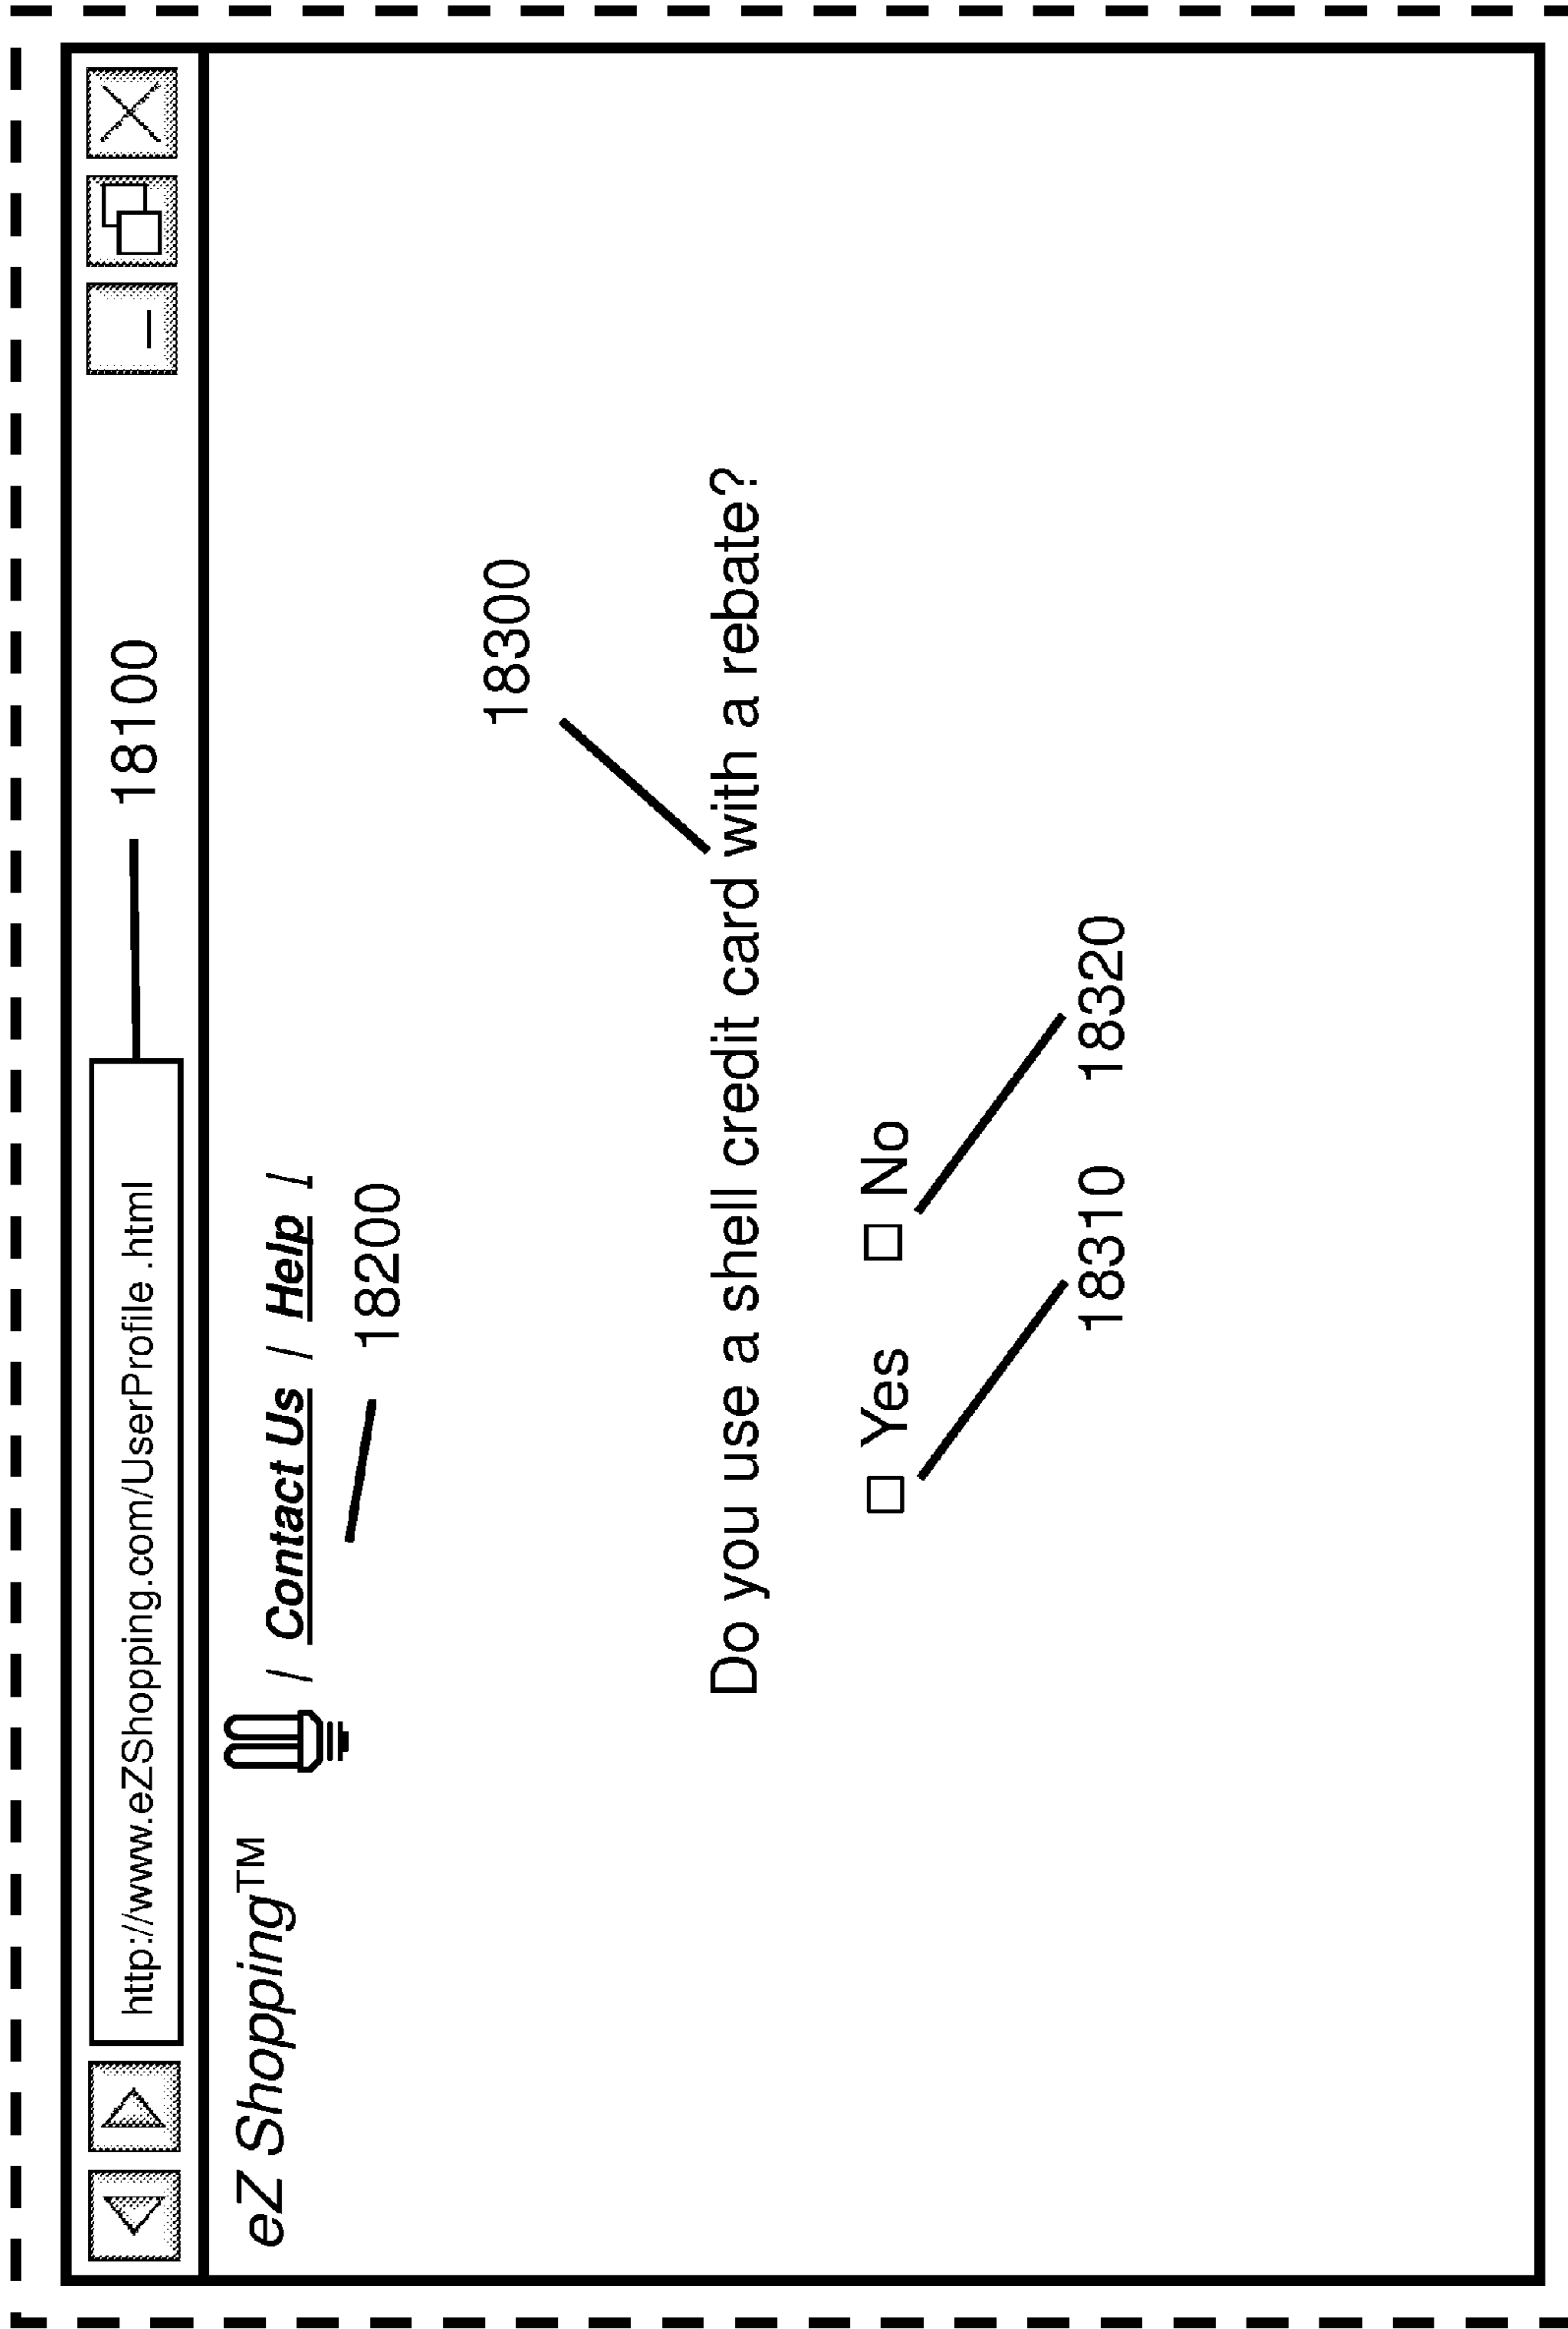 http://www.eZShopping.com/UserProfile .html 18100
eZ Shopping™ / Contact Us / Help /
18200
18300
Do you use a shell credit card with a rebate?
□ Yes □ No
18310 18320